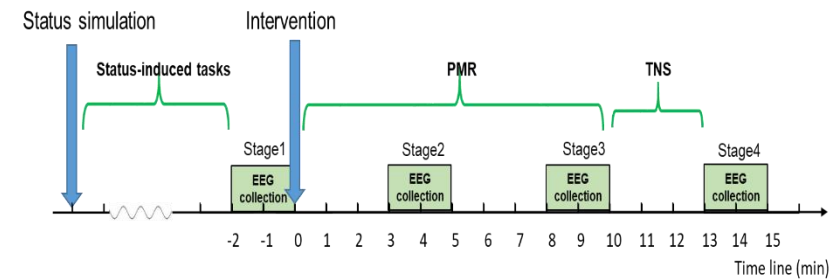 Status simulation Intervention
Status-induced tasks PMR TNS
Stage1 Stage2 Stage3 Stage4
EEG EEG EEG EEG
collection collection collection collection
-2 -1 0 1 2 3 4 5 6 7 8 9 10 11 12 13 14 15
Time line (min)